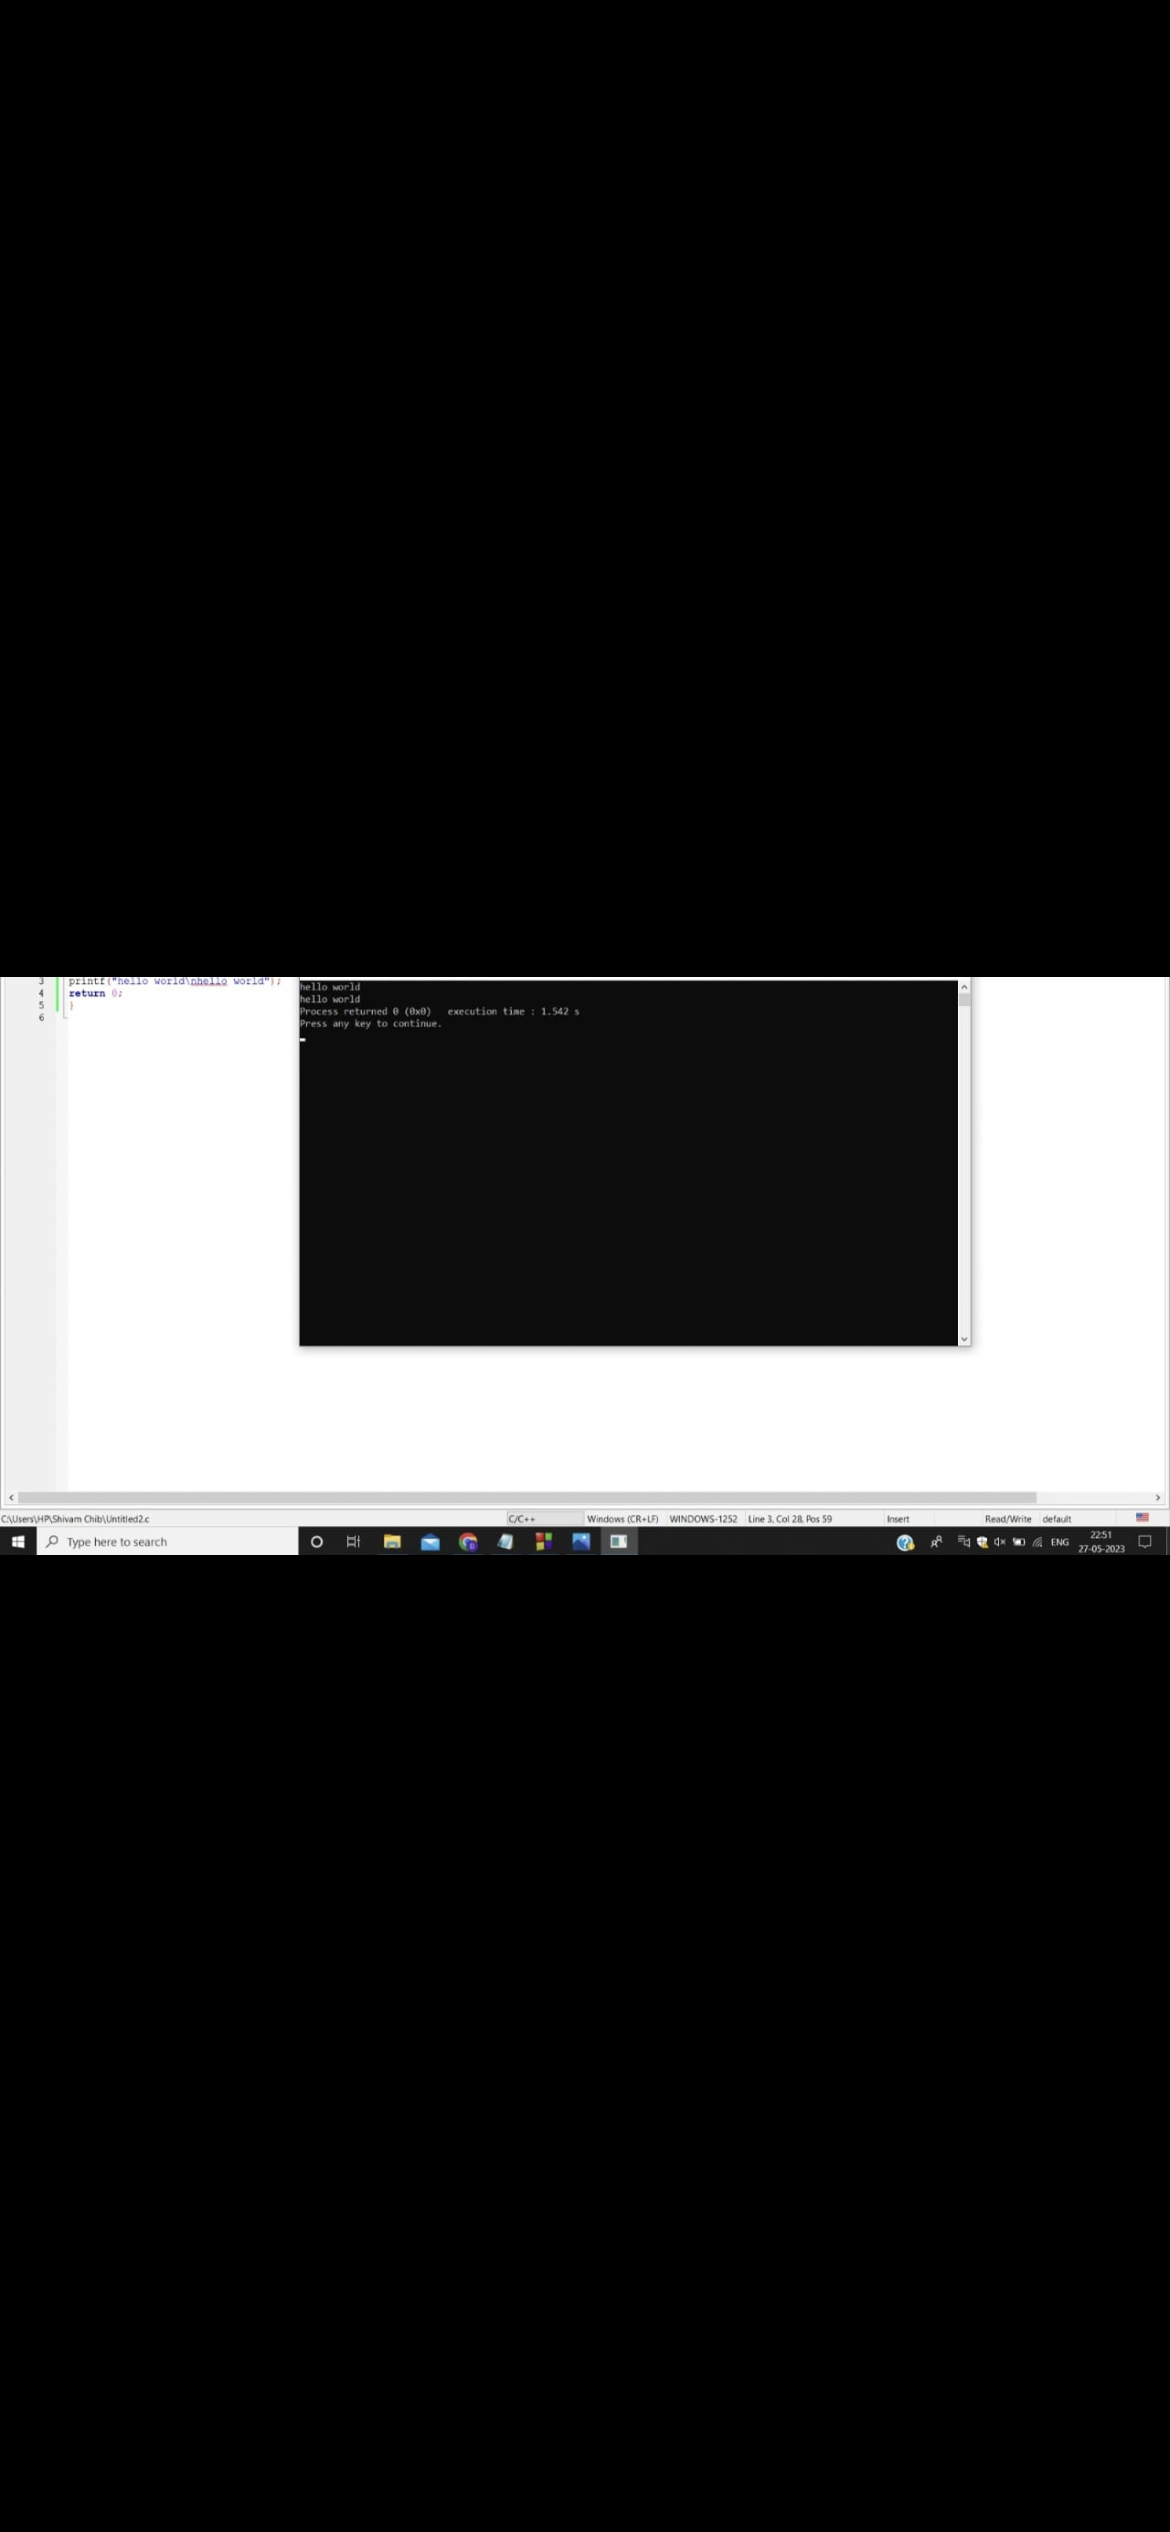 3 printf("hello world\nhello world");
4 return 0;
5 }
6
hello world
hello world
Process returned 0 (0x0)   execution time : 1.542 s
Press any key to continue.
C:\Users\HP\Shivam Chib\Untitled2.c C/C++ Windows (CR+LF) WINDOWS-1252 Line 3, Col 28, Pos 59 Insert Read/Write default
Type here to search
ENG
22:51
27-05-2023